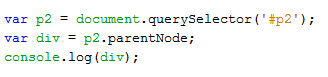 var p2 = document.querySelector('#p2');
var div = p2.parentNode;
console.log(div);